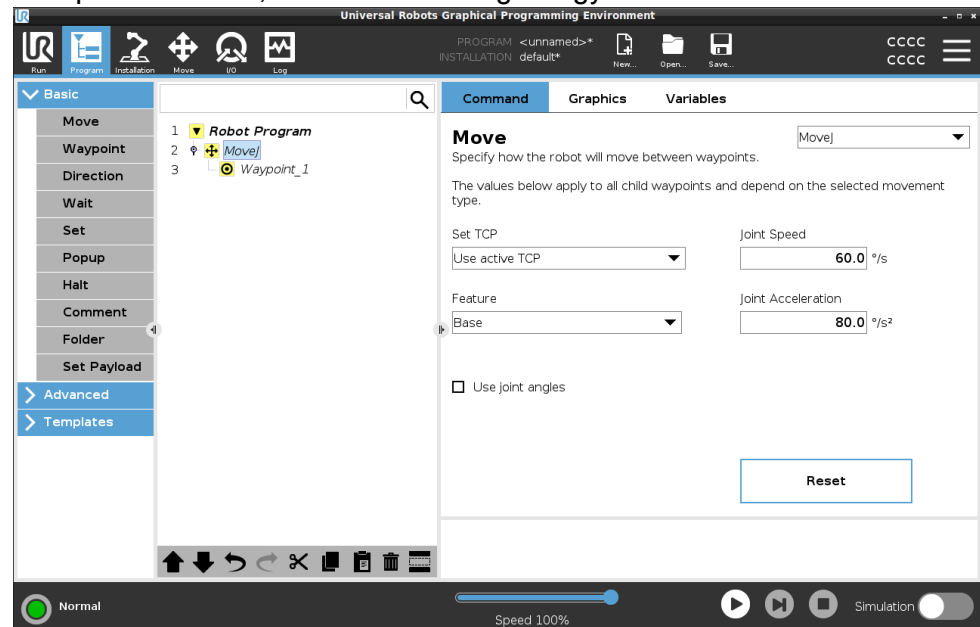 Universal Robots Graphical Programming Environment
Run
Program
Installation
Move
I/O
Log
PROGRAM <unnamed>*
INSTALLATION default*
New...
Open...
Save...
CCCC
CCCC
Basic
Move
Waypoint
Direction
Wait
Set
Popup
Halt
Comment
Folder
Set Payload
Advanced
Templates
1 Robot Program
2 MoveJ
3 Waypoint_1
Command Graphics Variables
Move
MoveJ
Specify how the robot will move between waypoints.
The values below apply to all child waypoints and depend on the selected movement
type.
Set TCP
Use active TCP
Joint Speed
60.0 °/s
Feature
Base
Joint Acceleration
80.0 °/s²
Use joint angles
Reset
Normal
Speed 100%
Simulation